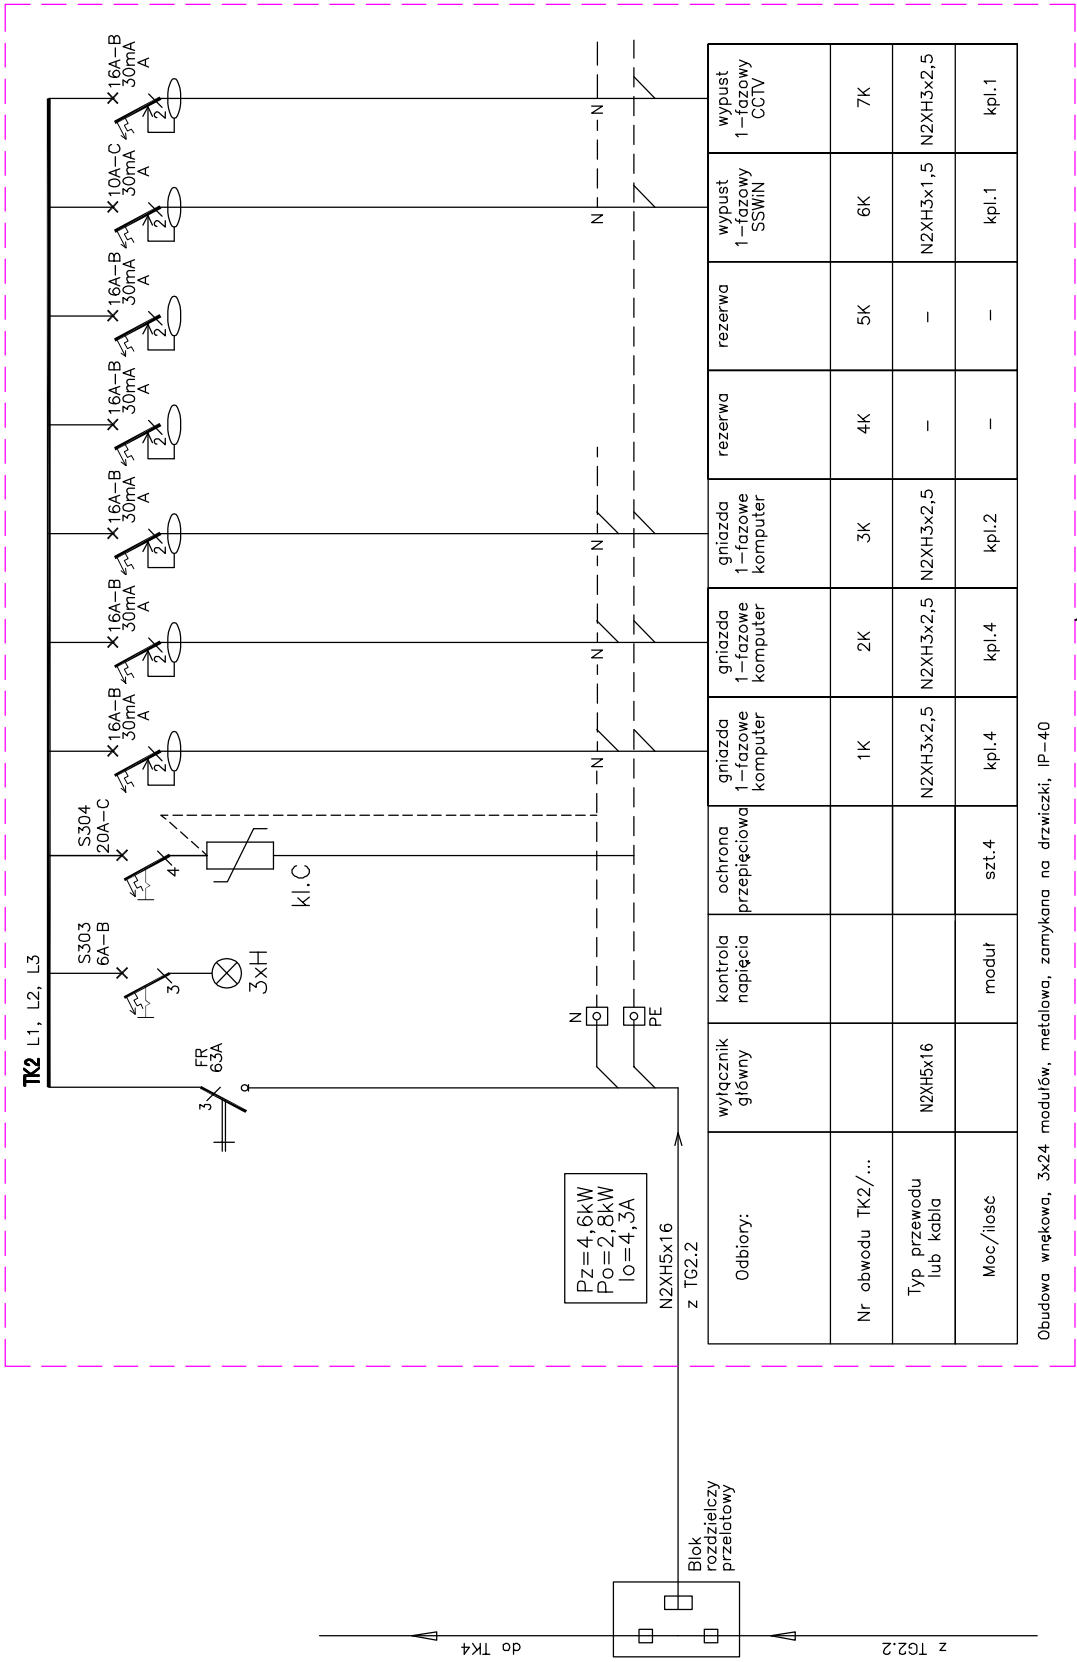 TK2 L1, L2, L3
FR
63A
3
S303
6A-B
3
3xH
S304
20A-C
4
kl.C
16A-B
30mA
A
2
16A-B
30mA
A
2
16A-B
30mA
A
2
16A-B
30mA
A
2
16A-B
30mA
A
2
10A-C
30mA
A
2
16A-B
30mA
A
2
N
PE
N
N
N
N
N
Pz=4,6kW
Po=2,8kW
Io=4,3A
N2XH5x16
z TG2.2
Blok
rozdzielczy
przelotowy
do TK4
z TG2.2
Odbiory:
wyłącznik
główny
kontrola
napięcia
ochrona
przepięciowa
gniazda
1-fazowe
komputer
gniazda
1-fazowe
komputer
gniazda
1-fazowe
komputer
rezerwa
rezerwa
wypust
1-fazowy
SSWiN
wypust
1-fazowy
CCTV
Nr obwodu TK2/...
1K
2K
3K
4K
5K
6K
7K
Typ przewodu
lub kabla
N2XH5x16
N2XH3x2,5
N2XH3x2,5
N2XH3x2,5
-
-
N2XH3x1,5
N2XH3x2,5
Moc/ilość
moduł
szt.4
kpl.4
kpl.4
kpl.2
-
-
kpl.1
kpl.1
Obudowa wnękowa, 3x24 modułów, metalowa, zamykana na drzwiczki, IP-40